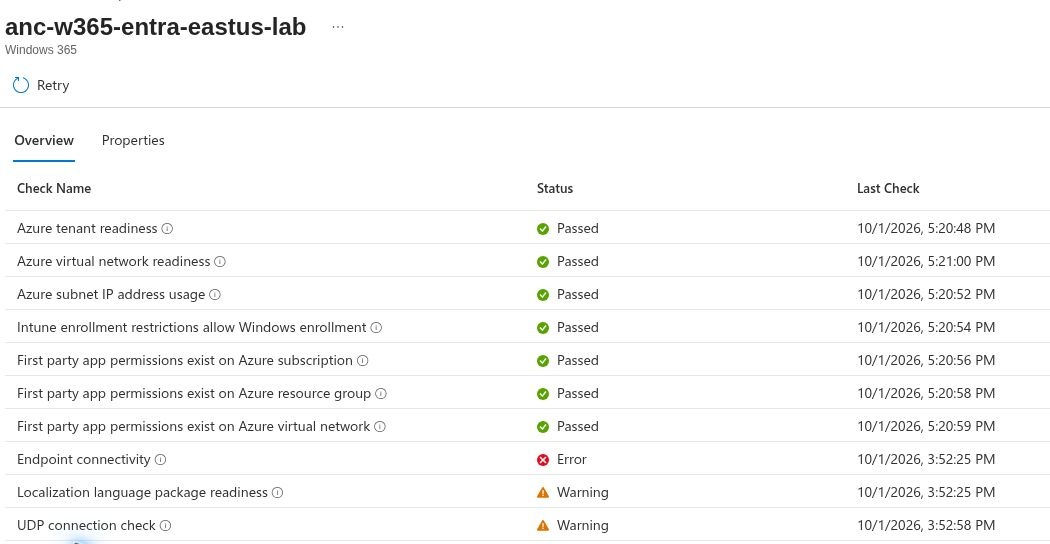 anc-w365-entra-eastus-lab ...
Windows 365
Retry
Overview Properties
Check Name Status Last Check
Azure tenant readiness Passed 10/1/2026, 5:20:48 PM
Azure virtual network readiness Passed 10/1/2026, 5:21:00 PM
Azure subnet IP address usage Passed 10/1/2026, 5:20:52 PM
Intune enrollment restrictions allow Windows enrollment Passed 10/1/2026, 5:20:54 PM
First party app permissions exist on Azure subscription Passed 10/1/2026, 5:20:56 PM
First party app permissions exist on Azure resource group Passed 10/1/2026, 5:20:58 PM
First party app permissions exist on Azure virtual network Passed 10/1/2026, 5:20:59 PM
Endpoint connectivity Error 10/1/2026, 3:52:25 PM
Localization language package readiness Warning 10/1/2026, 3:52:25 PM
UDP connection check Warning 10/1/2026, 3:52:58 PM